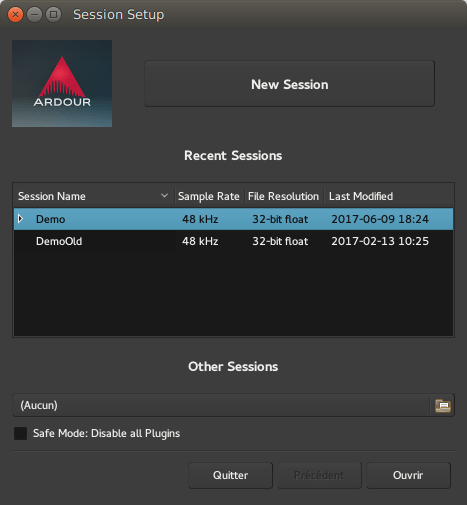 Session Setup
ARDOUR
New Session
Recent Sessions
Session Name Sample Rate File Resolution Last Modified
Demo 48 kHz 32-bit float 2017-06-09 18:24
DemoOld 48 kHz 32-bit float 2017-02-13 10:25
Other Sessions
(Aucun)
Safe Mode: Disable all Plugins
Quitter Précédent Ouvrir